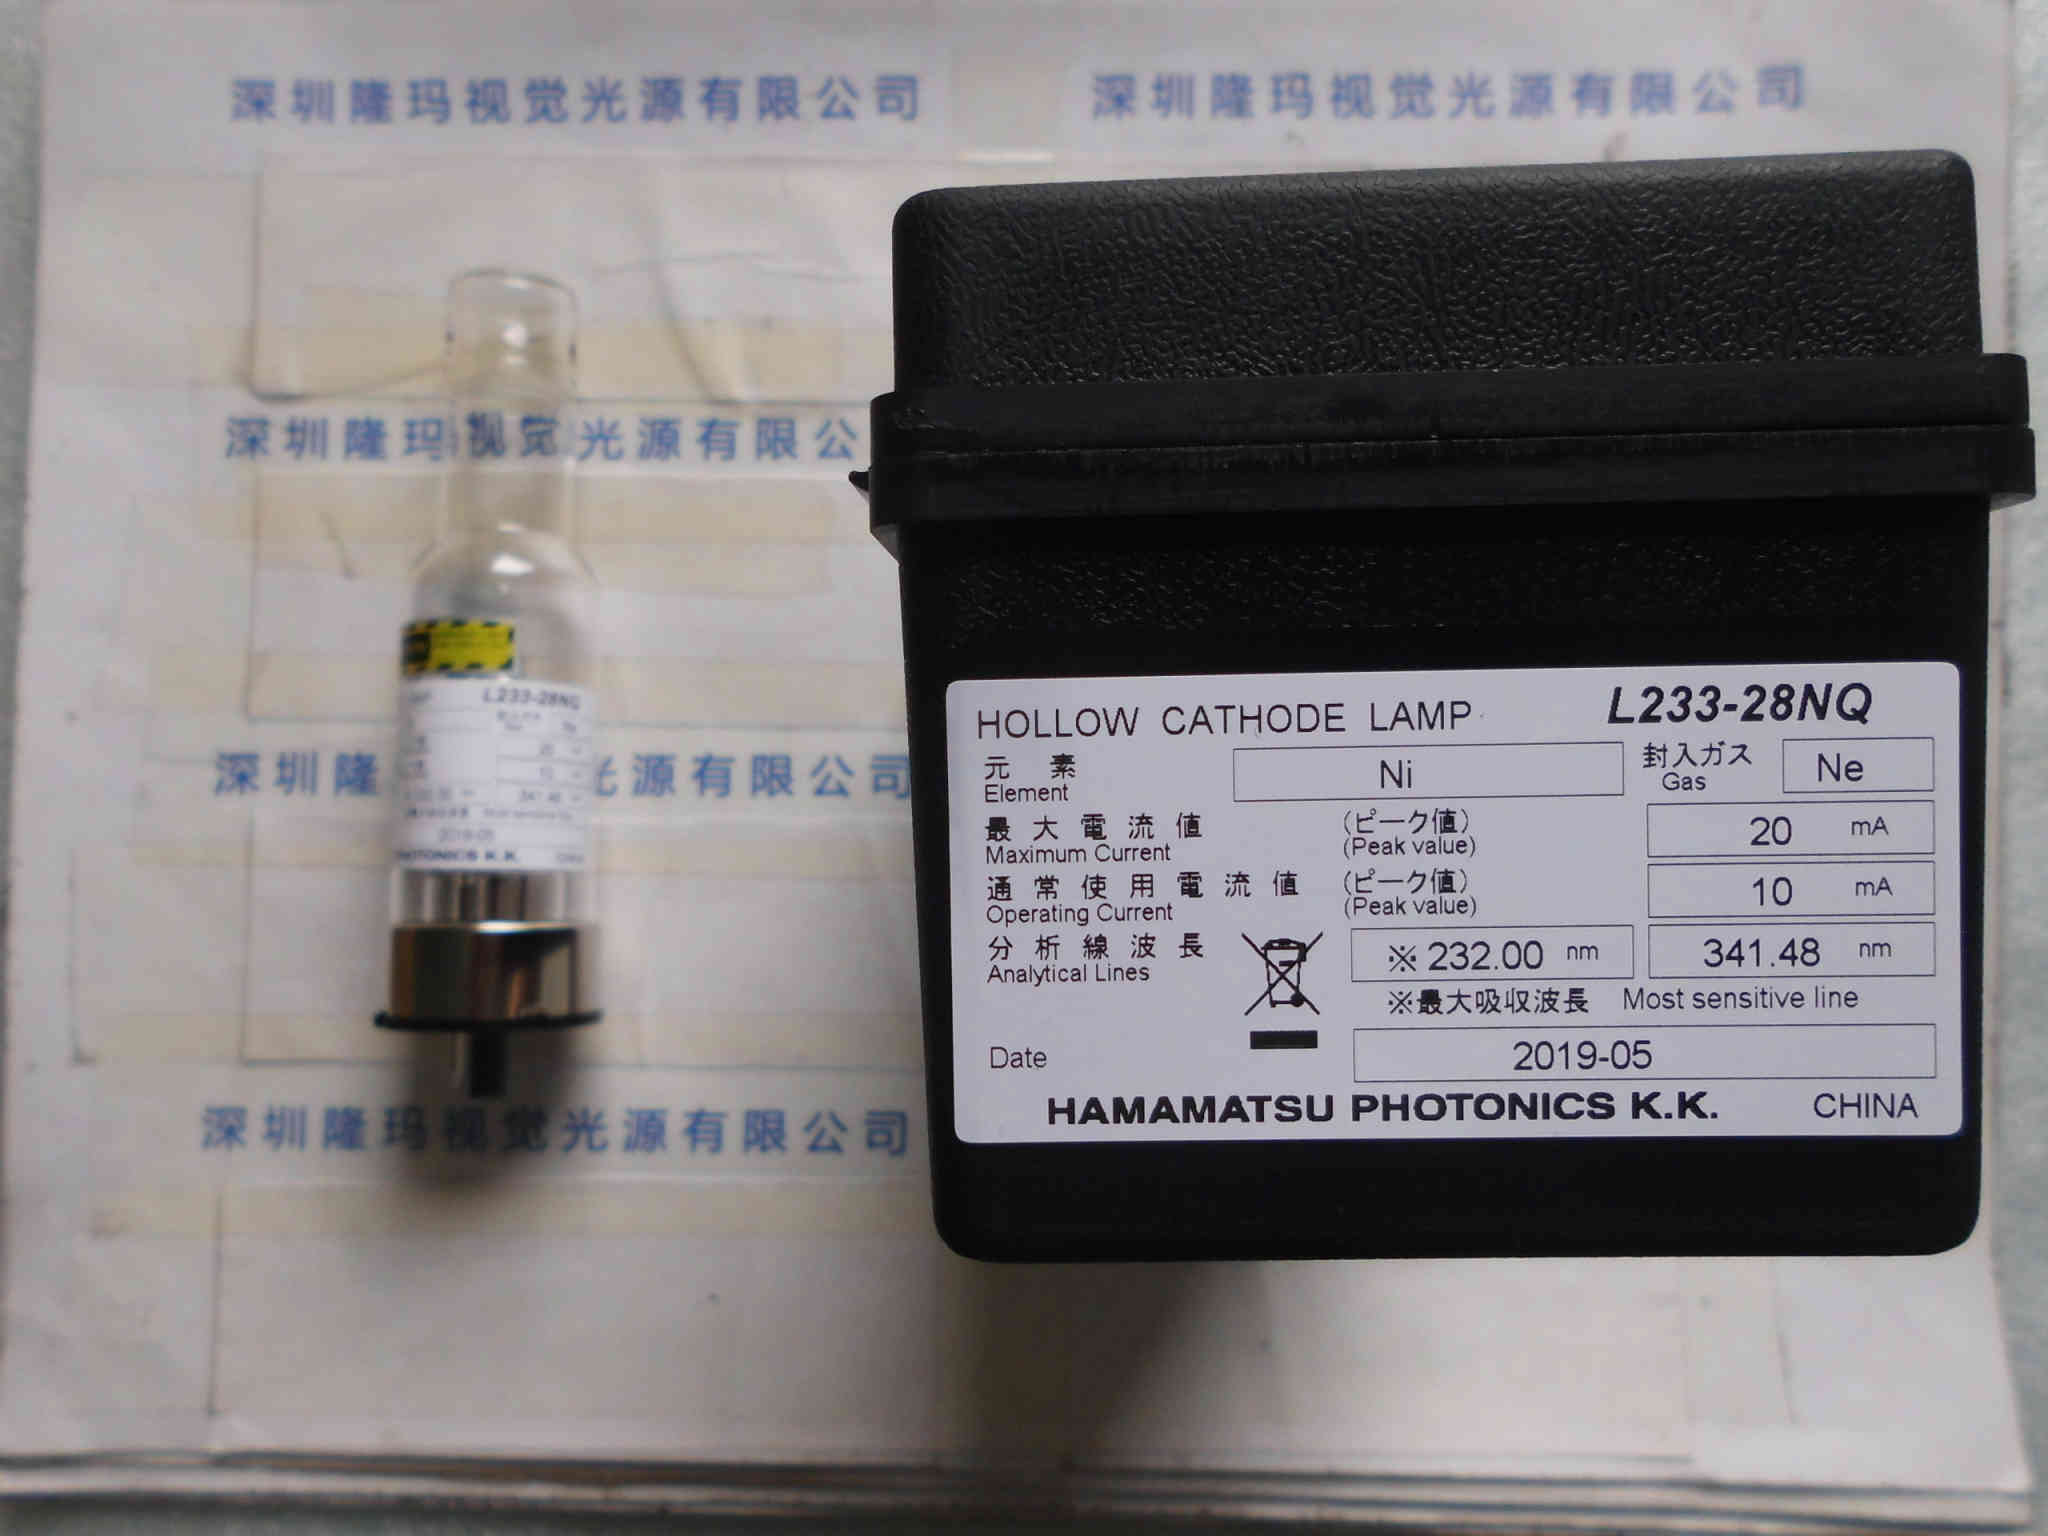 深圳隆玛视觉光源有限公司
深圳隆玛视觉光源有限公司
深圳隆玛视觉光源有限公
深圳隆 光源有限公司
深圳隆玛视觉光源有限公司
L233-28NQ
341.48
2019-05
PHOTONICS K.K.
HOLLOW CATHODE LAMP L233-28NQ
元素 Ni 封入ガス Ne
Element Gas
最大電流値 (ピーク値) 20 mA
Maximum Current (Peak value)
通常使用電流値 (ピーク値) 10 mA
Operating Current (Peak value)
分析線波長 ※232.00 nm 341.48 nm
Analytical Lines
※最大吸収波長 Most sensitive line
Date 2019-05
HAMAMATSU PHOTONICS K.K. CHINA